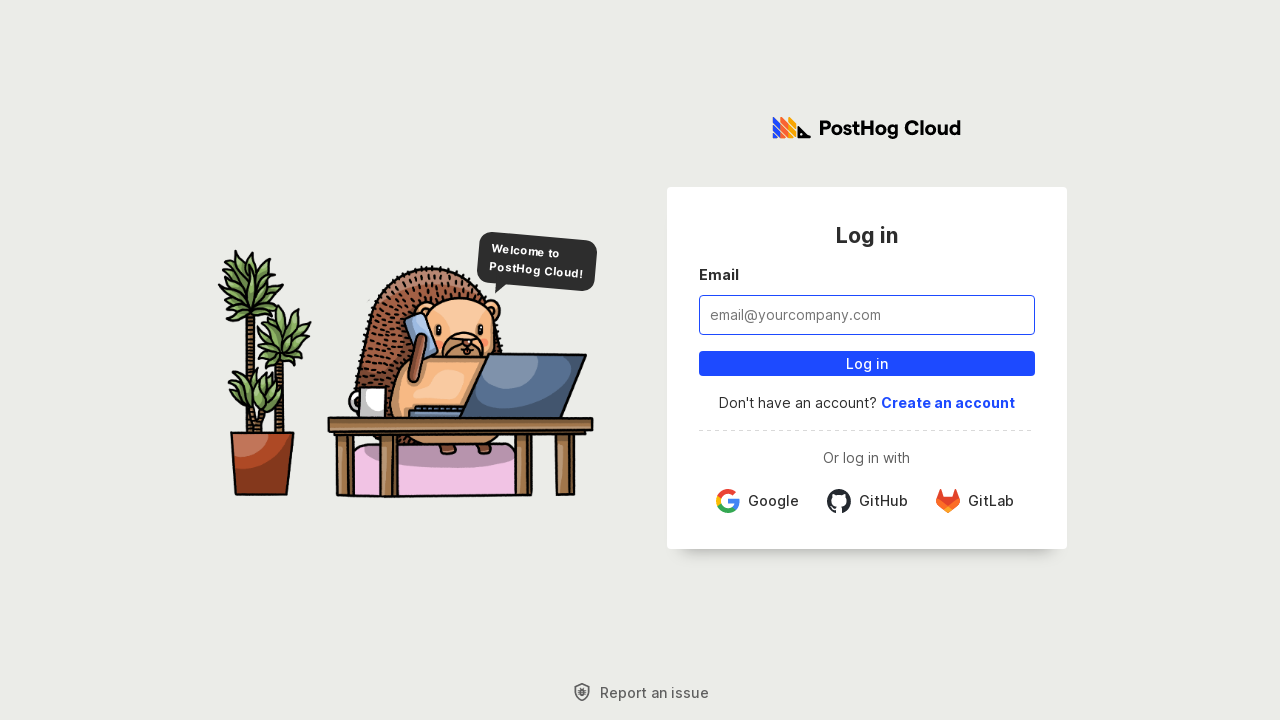 PostHog Cloud
Welcome to
PostHog Cloud!
Log in
Email
email@yourcompany.com
Log in
Don't have an account? Create an account
Or log in with
Google
GitHub
GitLab
Report an issue